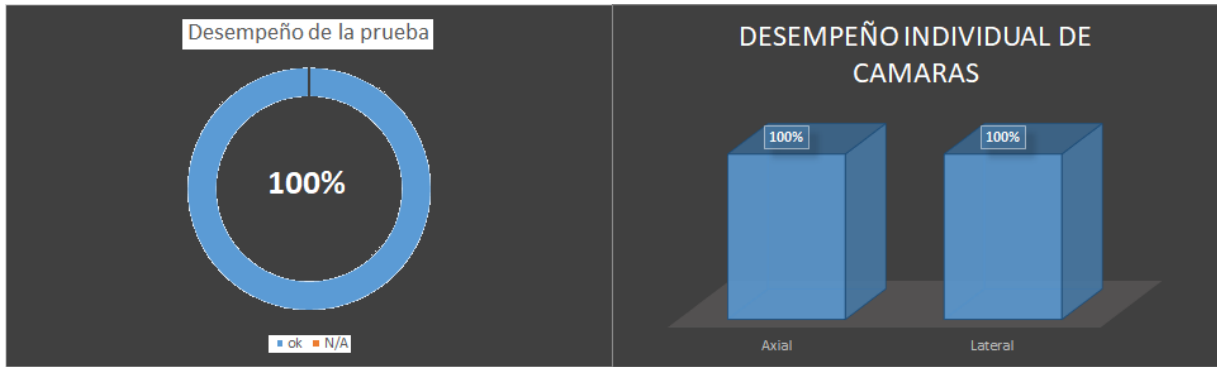 Desempeño de la prueba
100%
ok N/A
DESEMPEÑO INDIVIDUAL DE
CAMARAS
100% 100%
Axial Lateral